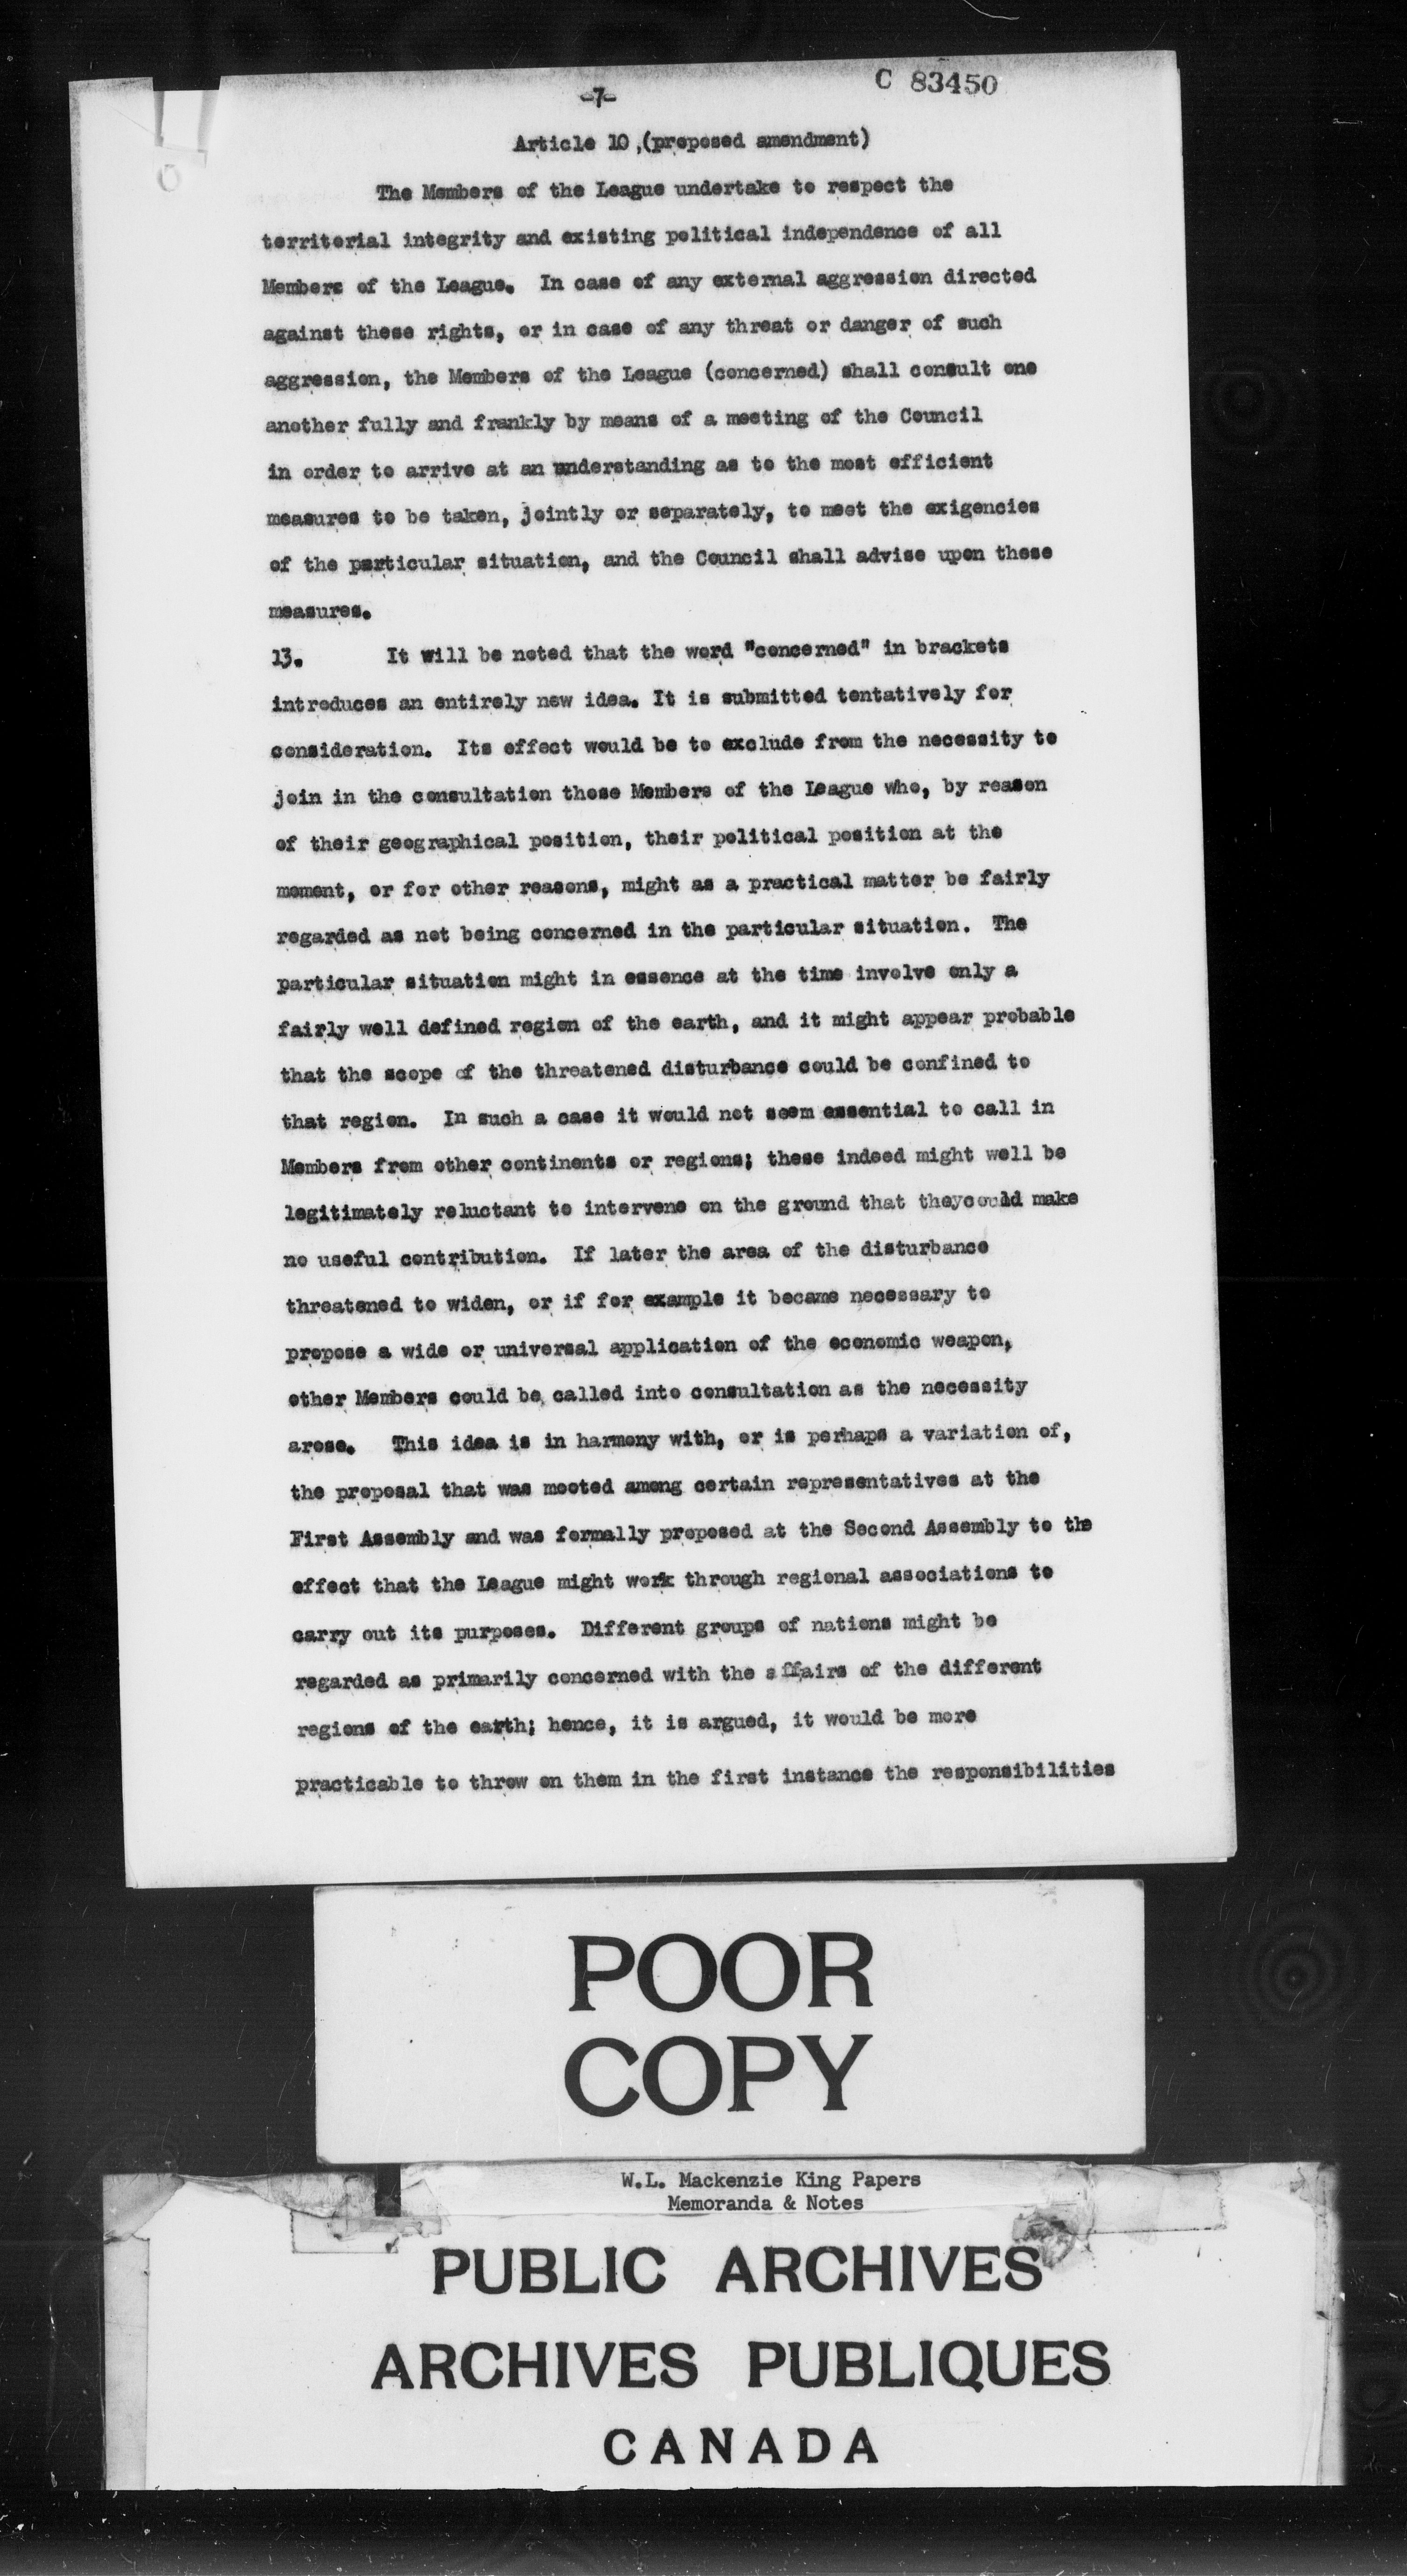 C 83450
-7-
Article 10,(proposed amendment)
The Members of the League undertake to respect the
territorial integrity and existing political independence of all
Members of the League. In case of any external aggression directed
against these rights, or in case of any threat or danger of such
aggression, the Members of the League (concerned) shall consult one
another fully and frankly by means of a meeting of the Council
in order to arrive at an understanding as to the most efficient
measures to be taken, jointly or separately, to meet the exigencies
of the particular situation, and the Council shall advise upon these
measures.
13. It will be noted that the word "concerned" in brackets
introduces an entirely new idea. It is submitted tentatively for
consideration. Its effect would be to exclude from the necessity to
join in the consultation those Members of the League who, by reason
of their geographical position, their political position at the
moment, or for other reasons, might as a practical matter be fairly
regarded as not being concerned in the particular situation. The
particular situation might in essence at the time involve only a
fairly well defined region of the earth, and it might appear probable
that the scope of the threatened disturbance could be confined to
that region. In such a case it would not seem essential to call in
Members from other continents or regions; these indeed might well be
legitimately reluctant to intervene on the ground that theycould make
no useful contribution. If later the area of the disturbance
threatened to widen, or if for example it became necessary to
propose a wide or universal application of the economic weapon,
other Members could be called into consultation as the necessity
arose. This idea is in harmony with, or is perhaps a variation of,
the proposal that was mooted among certain representatives at the
First Assembly and was formally proposed at the Second Assembly to the
effect that the League might work through regional associations to
carry out its purposes. Different groups of nations might be
regarded as primarily concerned with the affairs of the different
regions of the earth; hence, it is argued, it would be more
practicable to throw on them in the first instance the responsibilities
POOR
COPY
W.L. Mackenzie King Papers
Memoranda & Notes
PUBLIC ARCHIVES
ARCHIVES PUBLIQUES
CANADA